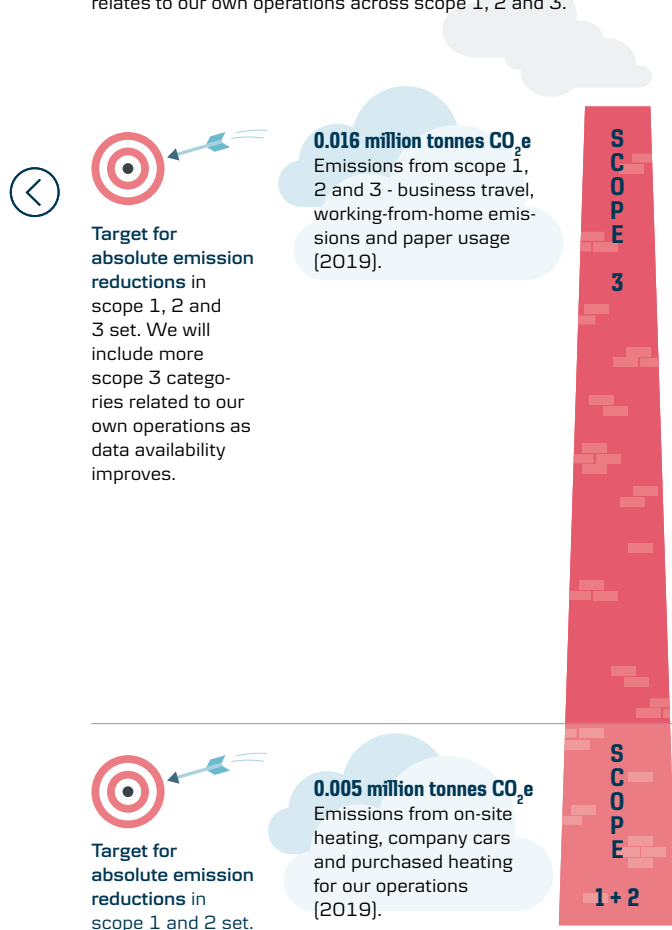 relates to our own operations across scope 1, 2 and 3.
0.016 million tonnes CO₂e
Emissions from scope 1,
2 and 3 - business travel,
working-from-home emis-
sions and paper usage
(2019).
Target for
absolute emission
reductions in
scope 1, 2 and
3 set. We will
include more
scope 3 catego-
ries related to our
own operations as
data availability
improves.
SCOPE
3
0.005 million tonnes CO₂e
Emissions from on-site
heating, company cars
and purchased heating
for our operations
(2019).
Target for
absolute emission
reductions in
scope 1 and 2 set.
SCOPE
1 + 2